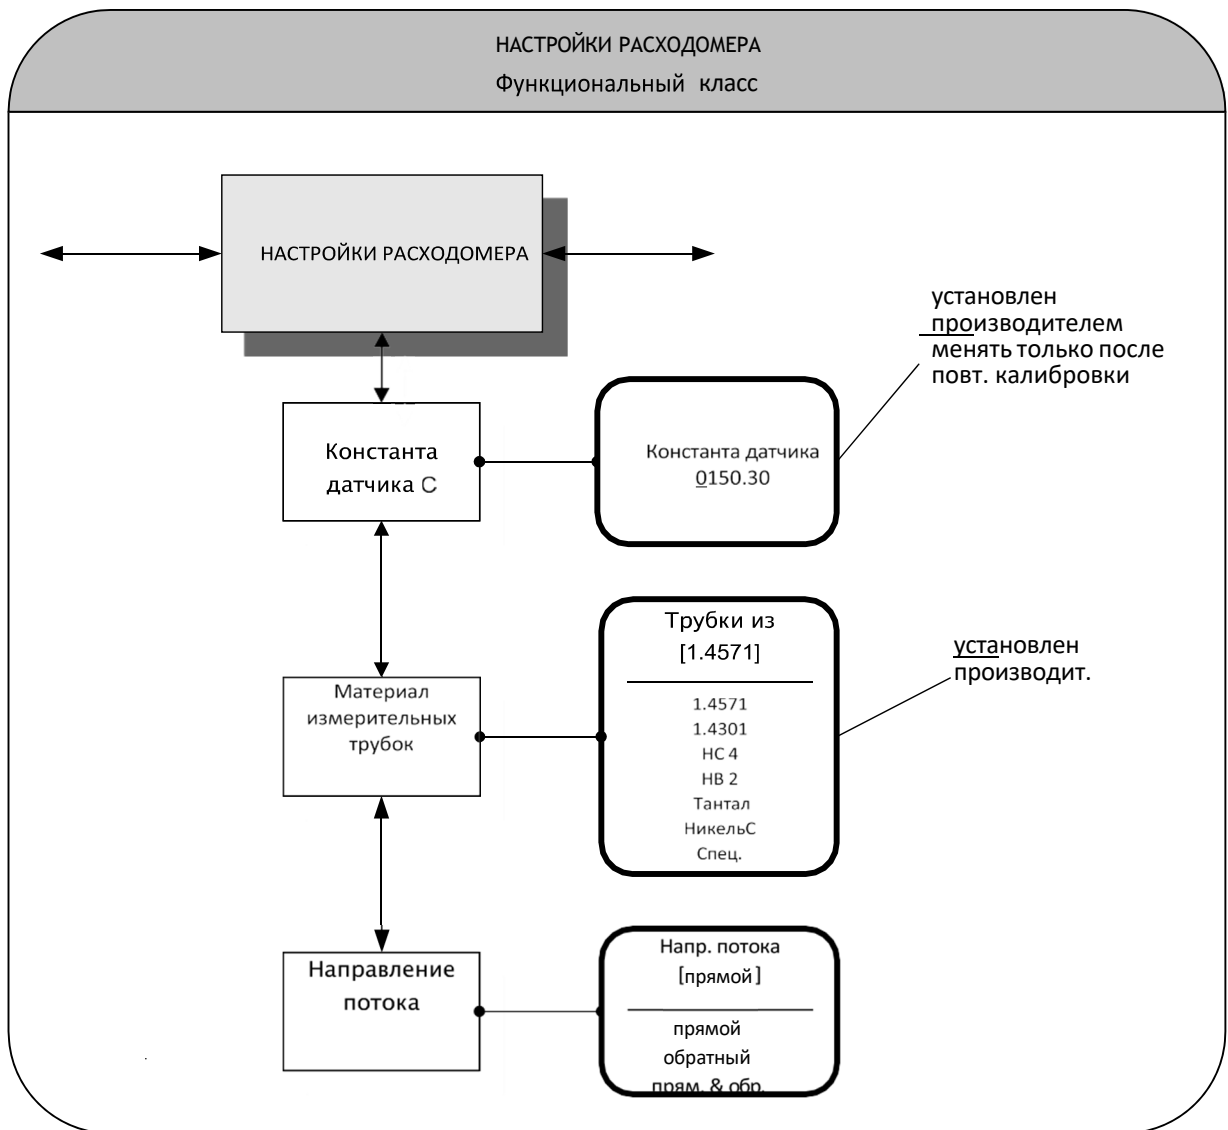 НАСТРОЙКИ РАСХОДОМЕРА
Функциональный класс
НАСТРОЙКИ РАСХОДОМЕРА
установлен
производителем
менять только после
повт. калибровки
Константа
датчика C
Константа датчика
0150.30
Трубки из
[1.4571]
1.4571
1.4301
НС 4
НВ 2
Тантал
НикельС
Спец.
установлен
производит.
Материал
измерительных
трубок
Направление
потока
Напр. потока
[прямой]
прямой
обратный
прям. & обр.